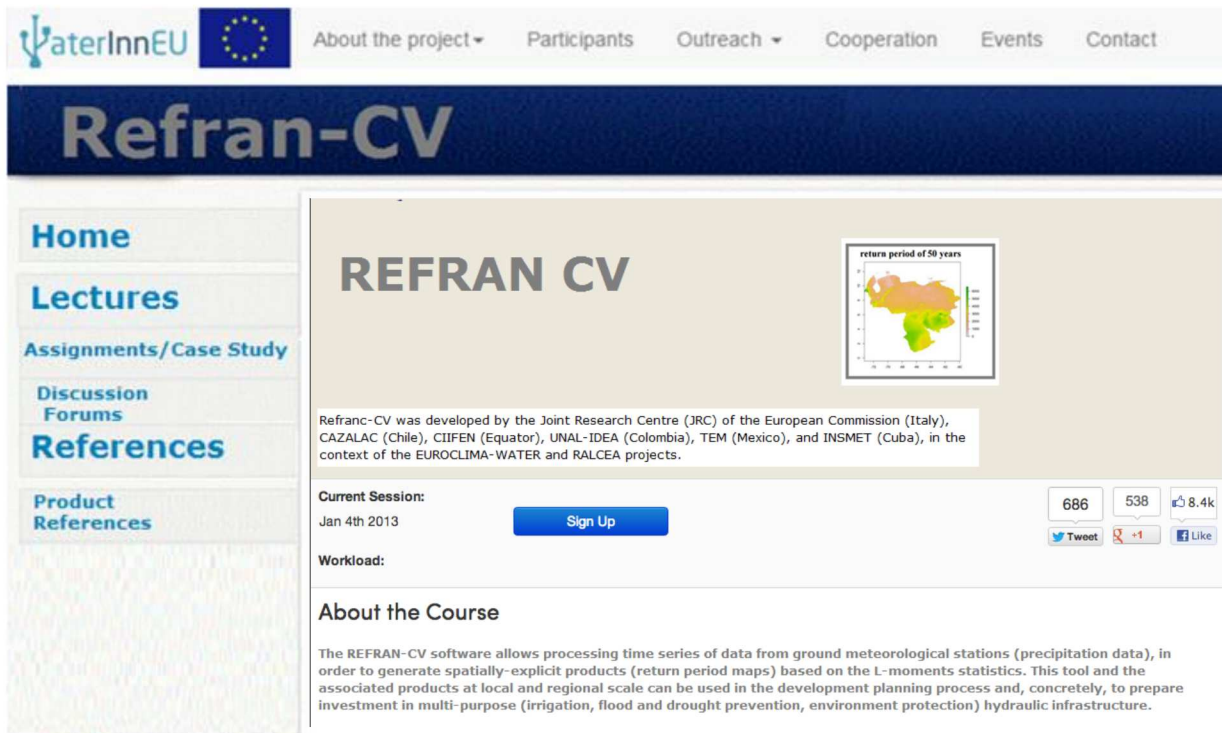 WaterInnEU About the project Participants Outreach Cooperation Events Contact
Refran-CV
Home
Lectures
Assignments/Case Study
Discussion
Forums
References
Product
References
REFRAN CV
return period of 50 years
Refranc-CV was developed by the Joint Research Centre (JRC) of the European Commission (Italy),
CAZALAC (Chile), CIIFEN (Equator), UNAL-IDEA (Colombia), TEM (Mexico), and INSMET (Cuba), in the
context of the EUROCLIMA-WATER and RALCEA projects.
Current Session:
Jan 4th 2013
Sign Up
Workload:
686 538 8.4k
Tweet +1 Like
About the Course
The REFRAN-CV software allows processing time series of data from ground meteorological stations (precipitation data), in
order to generate spatially-explicit products (return period maps) based on the L-moments statistics. This tool and the
associated products at local and regional scale can be used in the development planning process and, concretely, to prepare
investment in multi-purpose (irrigation, flood and drought prevention, environment protection) hydraulic infrastructure.